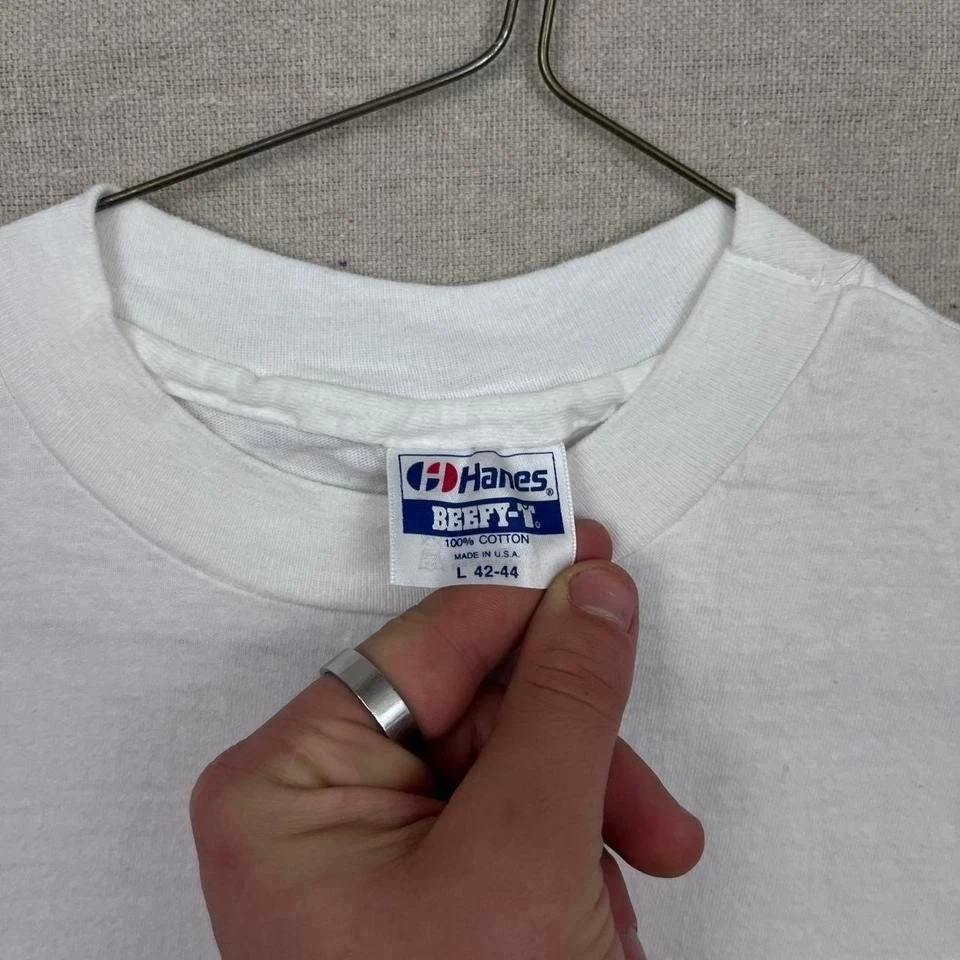 Hanes®
BEEFY-T®
100% COTTON
MADE IN U.S.A.
L 42-44